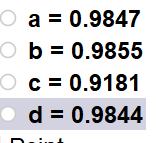 a = 0.9847
b = 0.9855
c = 0.9181
d = 0.9844